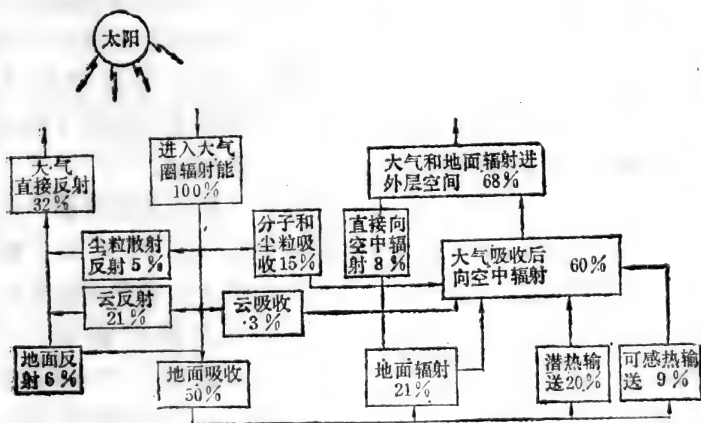 太阳
大气
直接反射
32%
进入大气
圈辐射能
100%
大气和地面辐射进
外层空间 68%
尘粒散射
反射 5%
分子和
尘粒吸
收15%
直接向
空中辐
射 8%
大气吸收后
向空中辐射 60%
云反射
21%
云吸收
·3%
地面反
射 6%
地面吸收
50%
地面辐射
21%
潜热输
送20%
可感热输
送 9%